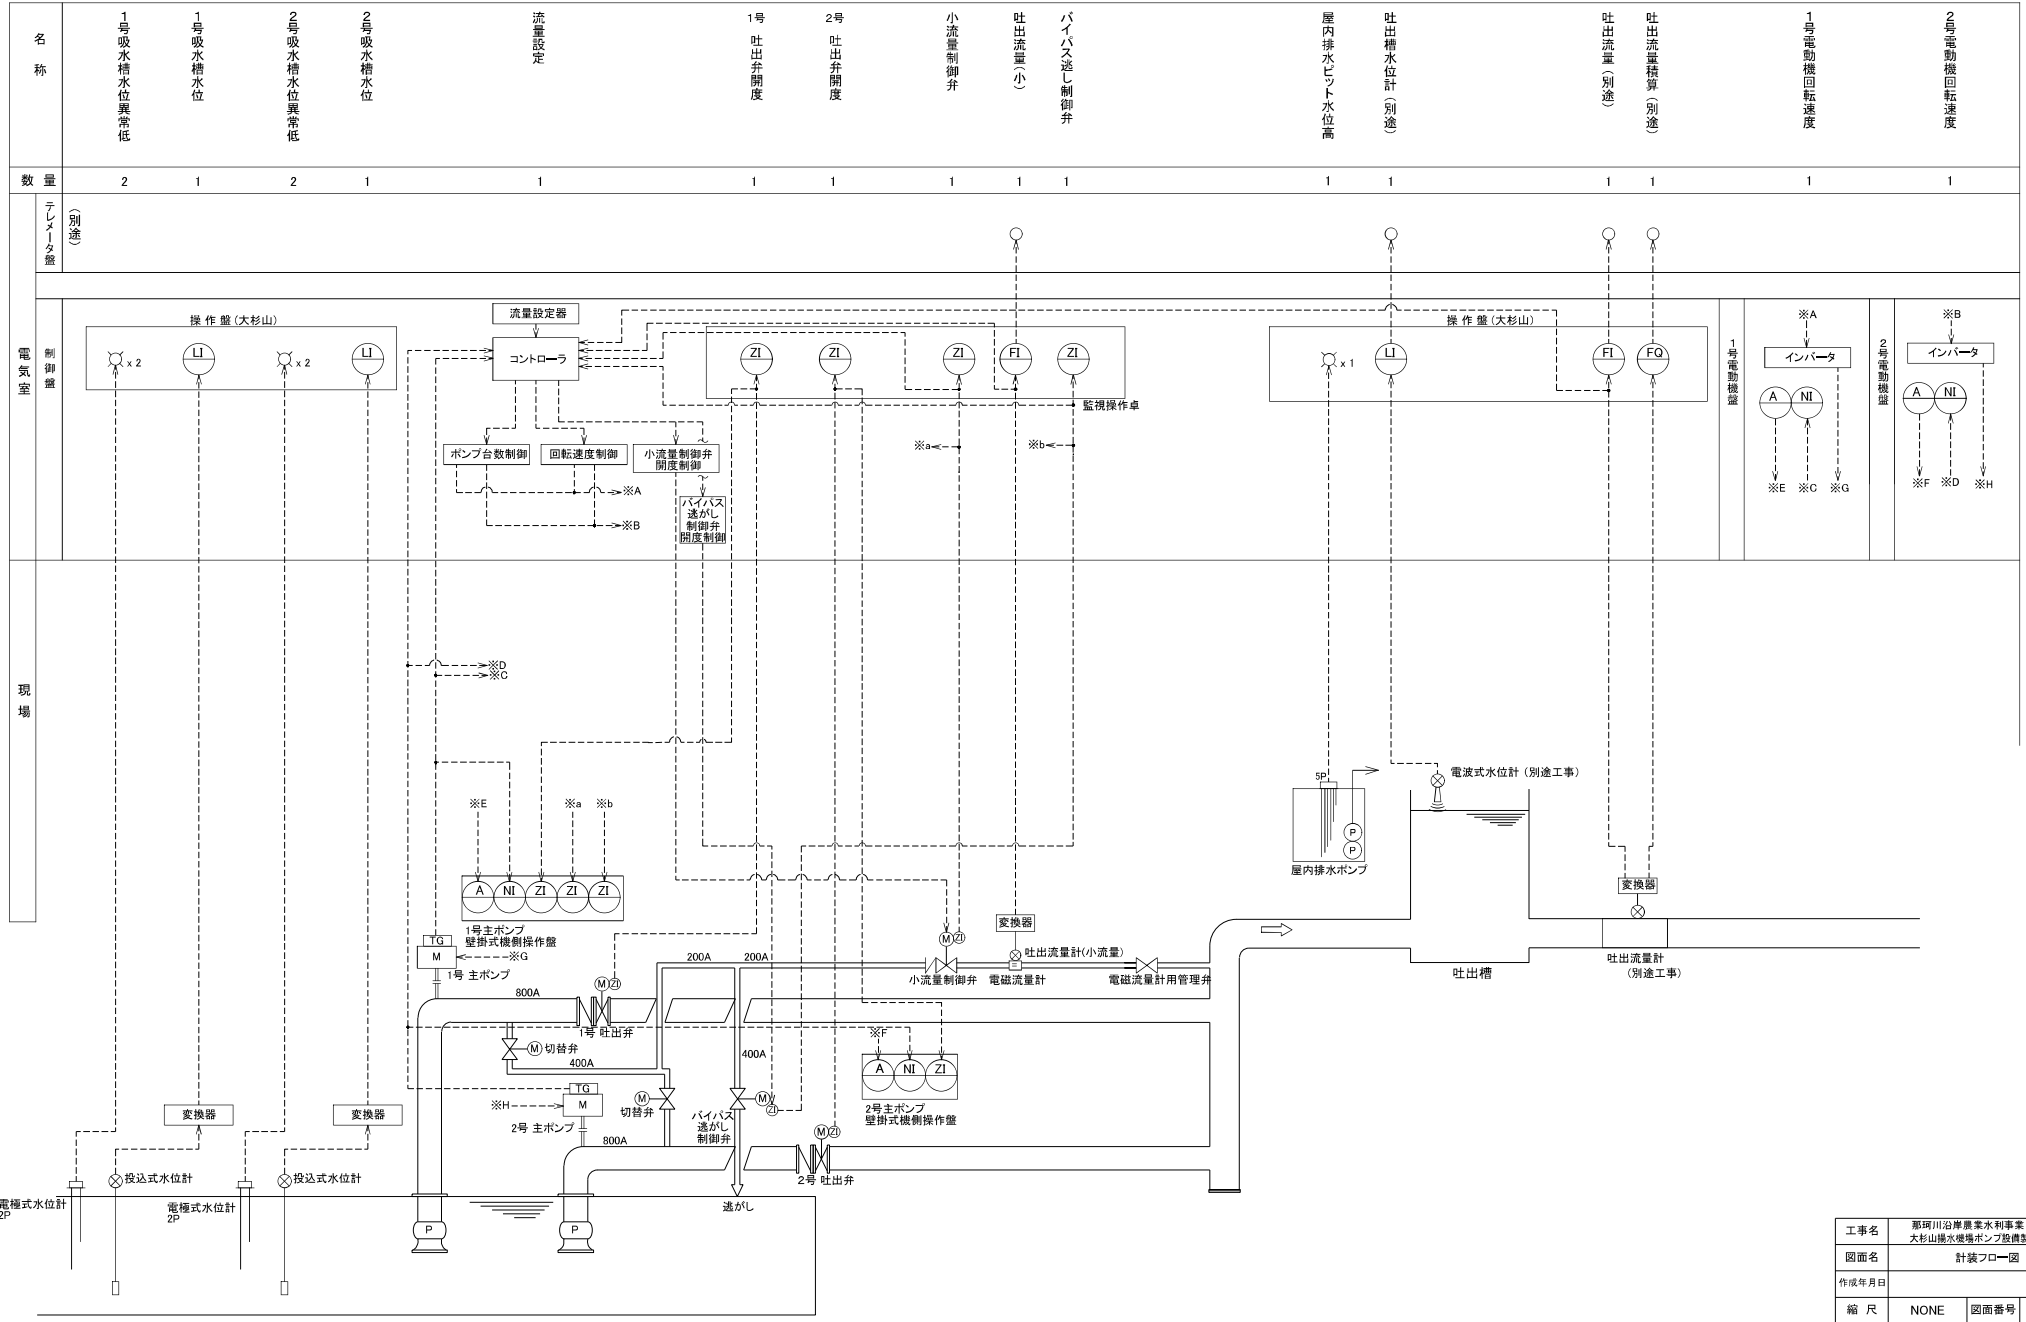 名称
1号吸水槽水位異常低
1号吸水槽水位
2号吸水槽水位異常低
2号吸水槽水位
流量設定
1号 吐出弁開度
2号 吐出弁開度
小流量制御弁
吐出流量(小)
バイパス逃し制御弁
屋内排水ピット水位高
吐出槽水位計(別途)
吐出流量(別途)
吐出流量積算(別途)
1号電動機回転速度
2号電動機回転速度
数量
2
1
2
1
1
1
1
1
1
1
1
1
1
1
1
1
電気室
テレメータ盤
(別途)
制御盤
操作盤(大杉山)
x 2
LI
x 2
LI
流量設定器
コントローラ
ZI
ZI
ZI
FI
ZI
監視操作卓
操作盤(大杉山)
x 1
LI
FI
FQ
1号電動機盤
※A
インバータ
A
NI
※E
※C
※G
2号電動機盤
※B
インバータ
A
NI
※F
※D
※H
ポンプ台数制御
回転速度制御
小流量制御弁
開度制御
バイパス
逃がし
制御弁
開度制御
※A
※B
※a
※b
現場
※D
※C
※E
※a
※b
A
NI
ZI
ZI
ZI
1号主ポンプ
壁掛式機側操作盤
TG
M
※G
1号 主ポンプ
800A
M
ZI
1号 吐出弁
200A
200A
M
ZI
小流量制御弁
変換器
吐出流量計(小流量)
電磁流量計
電磁流量計用管理弁
5P
P
P
屋内排水ポンプ
電波式水位計(別途工事)
吐出槽
変換器
吐出流量計
(別途工事)
M
切替弁
400A
400A
※F
A
NI
ZI
2号主ポンプ
壁掛式機側操作盤
TG
M
※H
2号 主ポンプ
M
切替弁
M
ZI
バイパス
逃がし
制御弁
800A
M
ZI
2号 吐出弁
逃がし
変換器
変換器
投込式水位計
投込式水位計
電極式水位計
2P
電極式水位計
2P
P
P
工事名
那珂川沿岸農業水利事業
大杉山揚水機場ポンプ設備製
図面名
計装フロー図
作成年月日
縮尺
NONE
図面番号